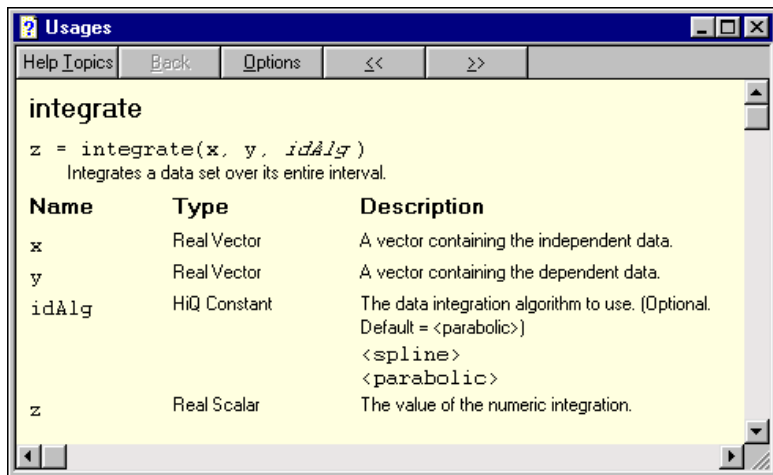 Usages
Help Topics Back Options << >>
integrate
z = integrate(x, y, idAlg)
Integrates a data set over its entire interval.
Name Type Description
x Real Vector A vector containing the independent data.
y Real Vector A vector containing the dependent data.
idAlg HiQ Constant The data integration algorithm to use. (Optional.
Default = <parabolic>)
<spline>
<parabolic>
z Real Scalar The value of the numeric integration.